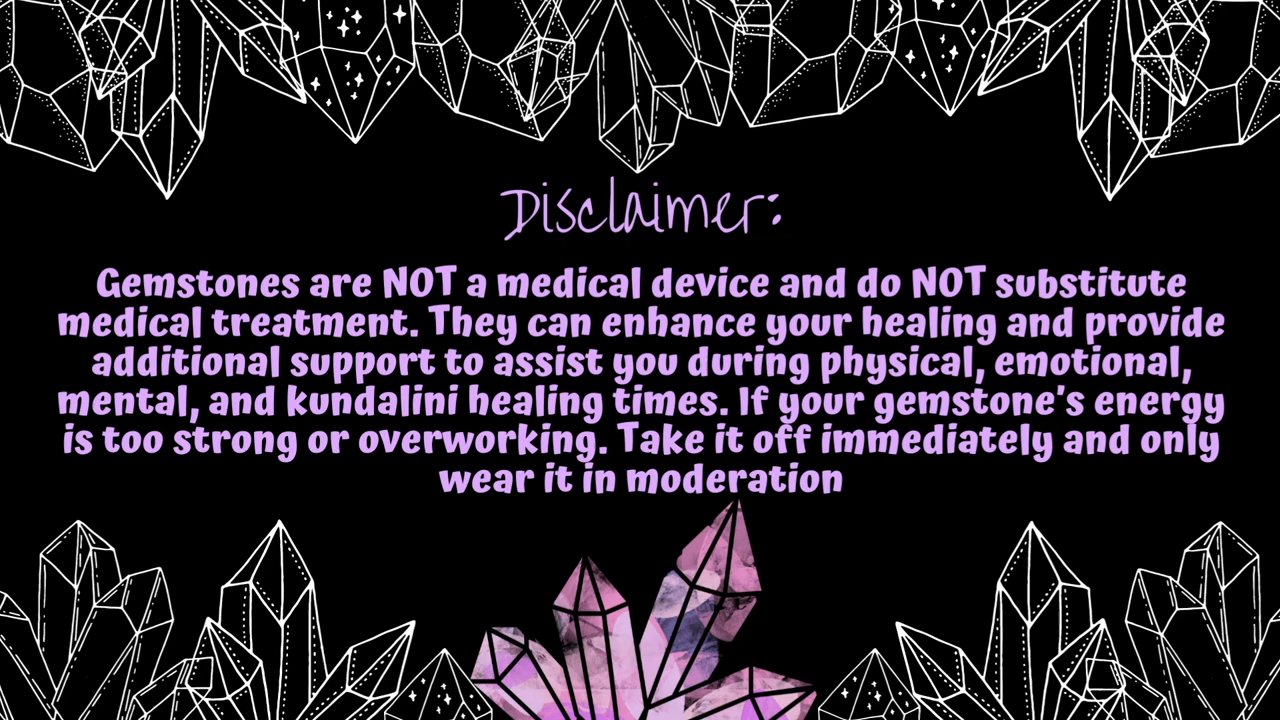 Disclaimer:
Gemstones are NOT a medical device and do NOT substitute
medical treatment. They can enhance your healing and provide
additional support to assist you during physical, emotional,
mental, and kundalini healing times. If your gemstone's energy
is too strong or overworking. Take it off immediately and only
wear it in moderation